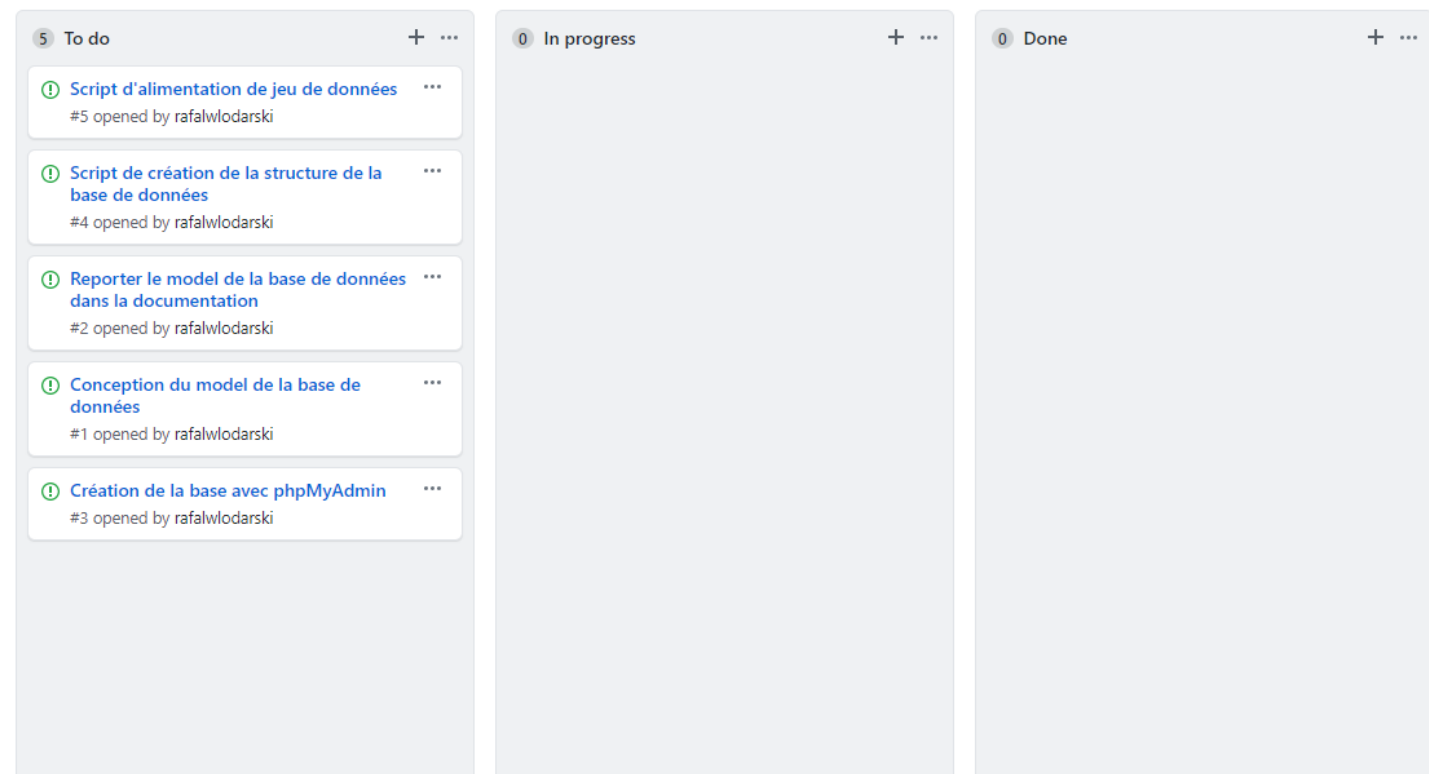 5 To do
Script d'alimentation de jeu de données
#5 opened by rafalwlodarski
Script de création de la structure de la
base de données
#4 opened by rafalwlodarski
Reporter le model de la base de données
dans la documentation
#2 opened by rafalwlodarski
Conception du model de la base de
données
#1 opened by rafalwlodarski
Création de la base avec phpMyAdmin
#3 opened by rafalwlodarski
0 In progress
0 Done